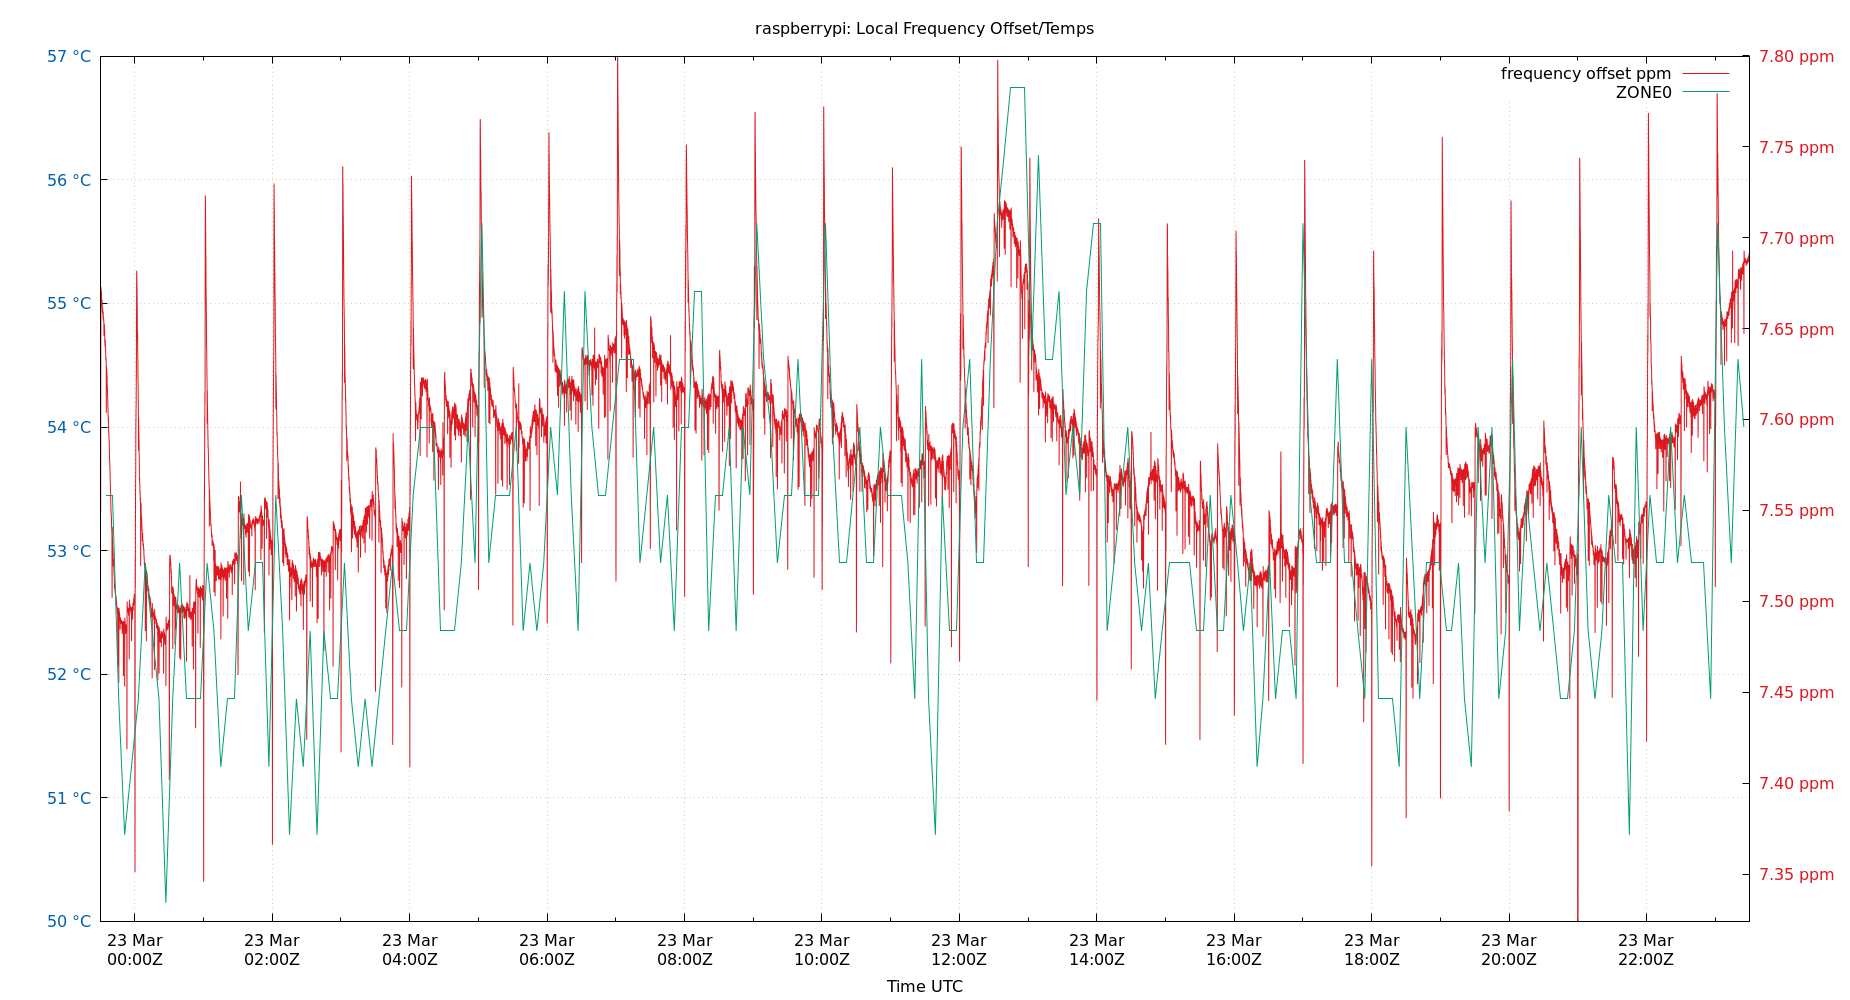 raspberrypi: Local Frequency Offset/Temps
frequency offset ppm
ZONE0
57 °C
56 °C
55 °C
54 °C
53 °C
52 °C
51 °C
50 °C
7.80 ppm
7.75 ppm
7.70 ppm
7.65 ppm
7.60 ppm
7.55 ppm
7.50 ppm
7.45 ppm
7.40 ppm
7.35 ppm
23 Mar
00:00Z
23 Mar
02:00Z
23 Mar
04:00Z
23 Mar
06:00Z
23 Mar
08:00Z
23 Mar
10:00Z
23 Mar
12:00Z
23 Mar
14:00Z
23 Mar
16:00Z
23 Mar
18:00Z
23 Mar
20:00Z
23 Mar
22:00Z
Time UTC